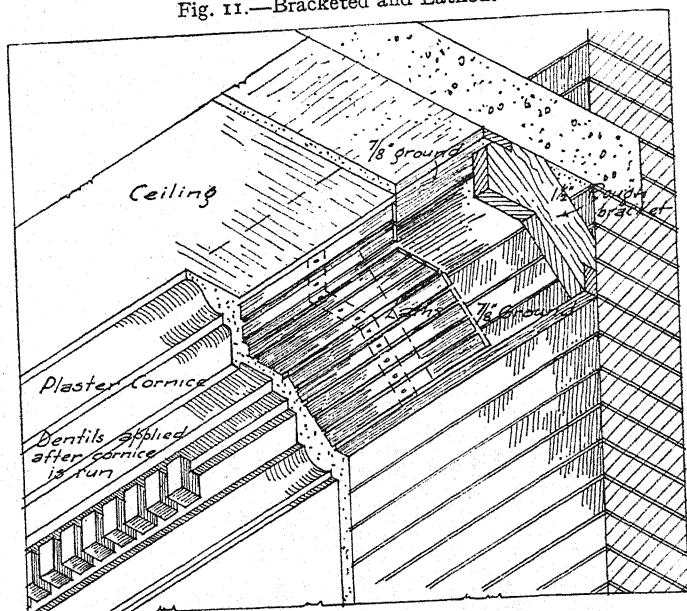 Fig. 11.—Bracketed and Lathed.
7/8" ground
Ceiling
1½" Rough
bracket
Laths
7/8" Ground
Plaster Cornice
Dentils applied
after cornice
is run